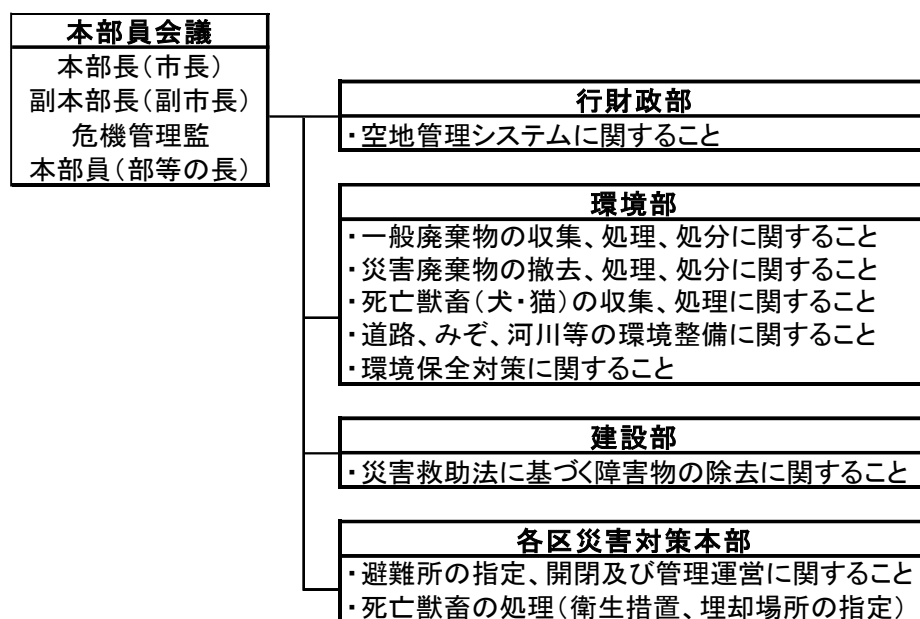 本部員会議
本部長(市長)
副本部長(副市長)
危機管理監
本部員(部等の長)
行財政部
・空地管理システムに関すること
環境部
・一般廃棄物の収集、処理、処分に関すること
・災害廃棄物の撤去、処理、処分に関すること
・死亡獣畜(犬・猫)の収集、処理に関すること
・道路、みぞ、河川等の環境整備に関すること
・環境保全対策に関すること
建設部
・災害救助法に基づく障害物の除去に関すること
各区災害対策本部
・避難所の指定、開閉及び管理運営に関すること
・死亡獣畜の処理(衛生措置、埋却場所の指定)